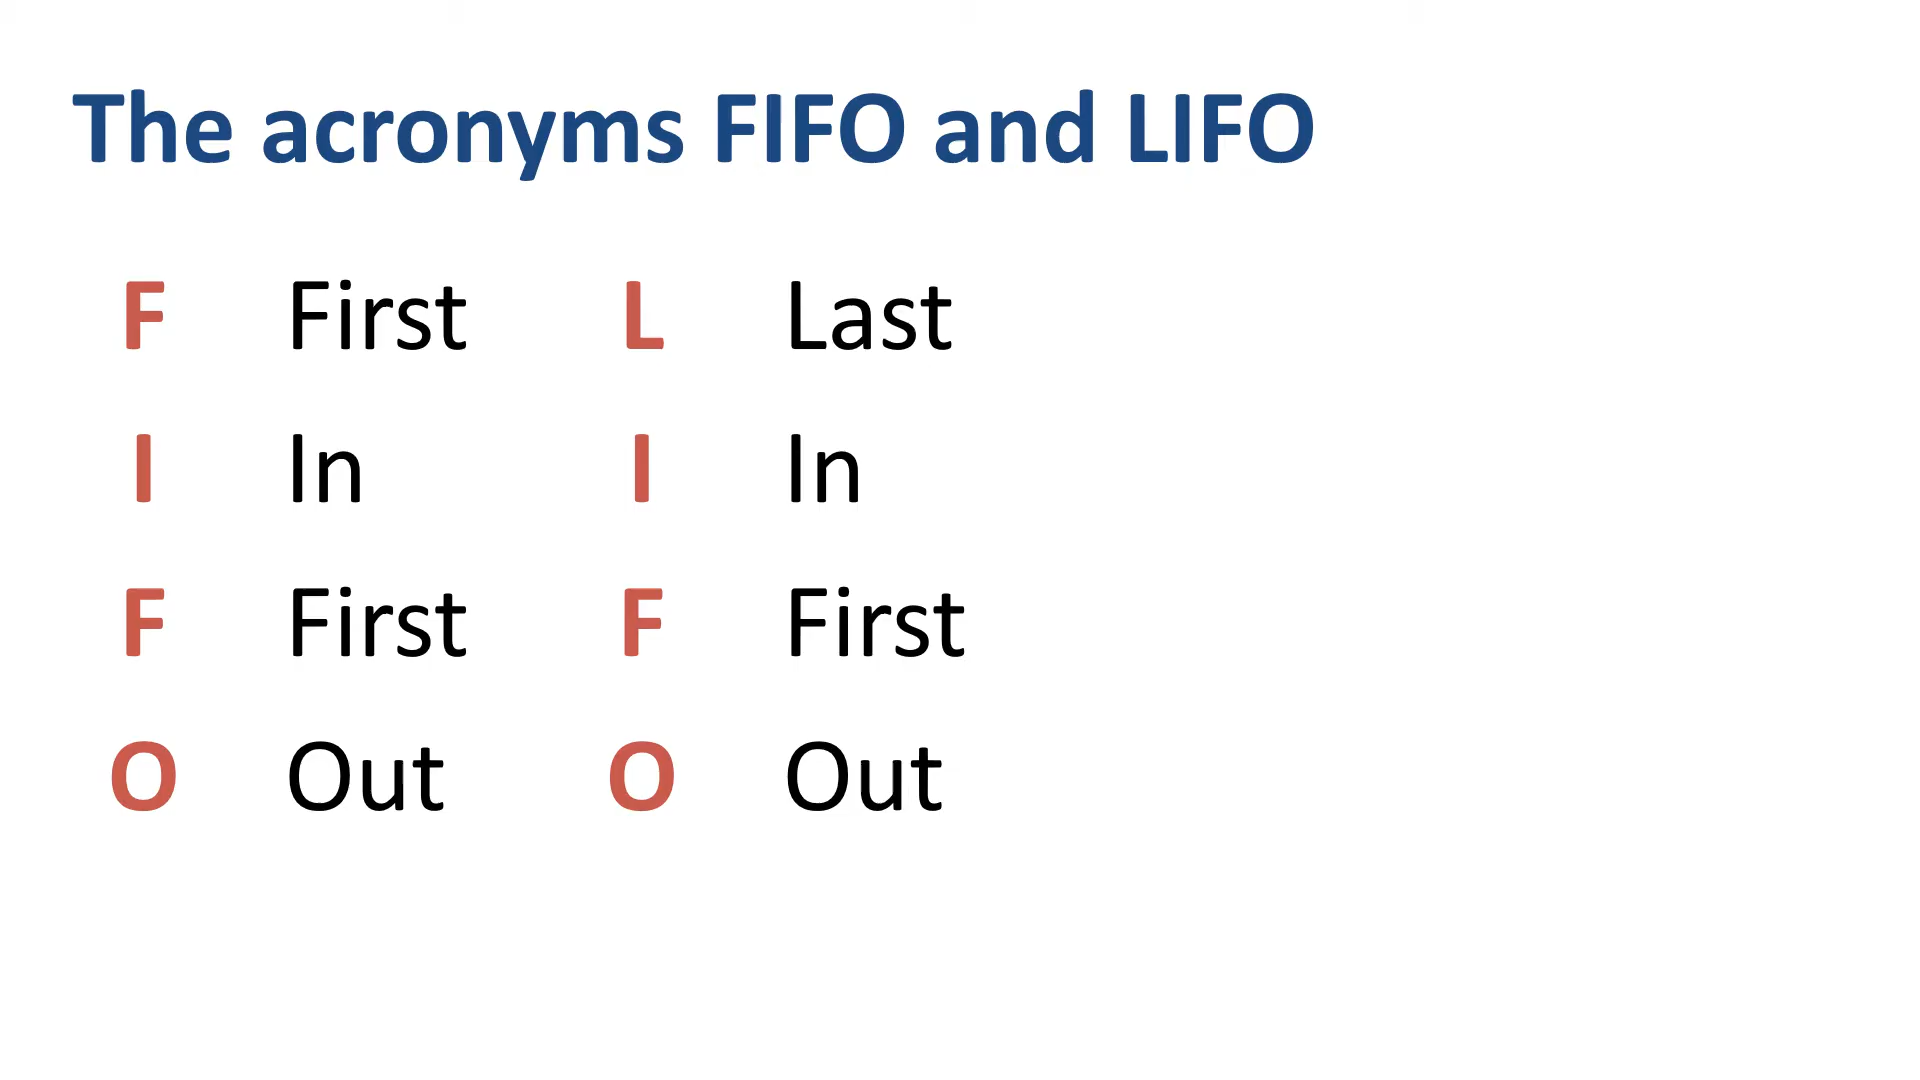 The acronyms FIFO and LIFO
F First L Last
I In I In
F First F First
O Out O Out